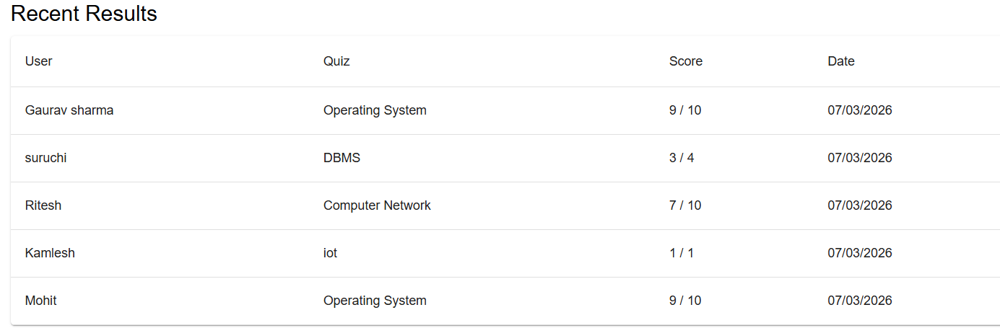 Recent Results
User Quiz Score Date
Gaurav sharma Operating System 9 / 10 07/03/2026
suruchi DBMS 3 / 4 07/03/2026
Ritesh Computer Network 7 / 10 07/03/2026
Kamlesh iot 1 / 1 07/03/2026
Mohit Operating System 9 / 10 07/03/2026